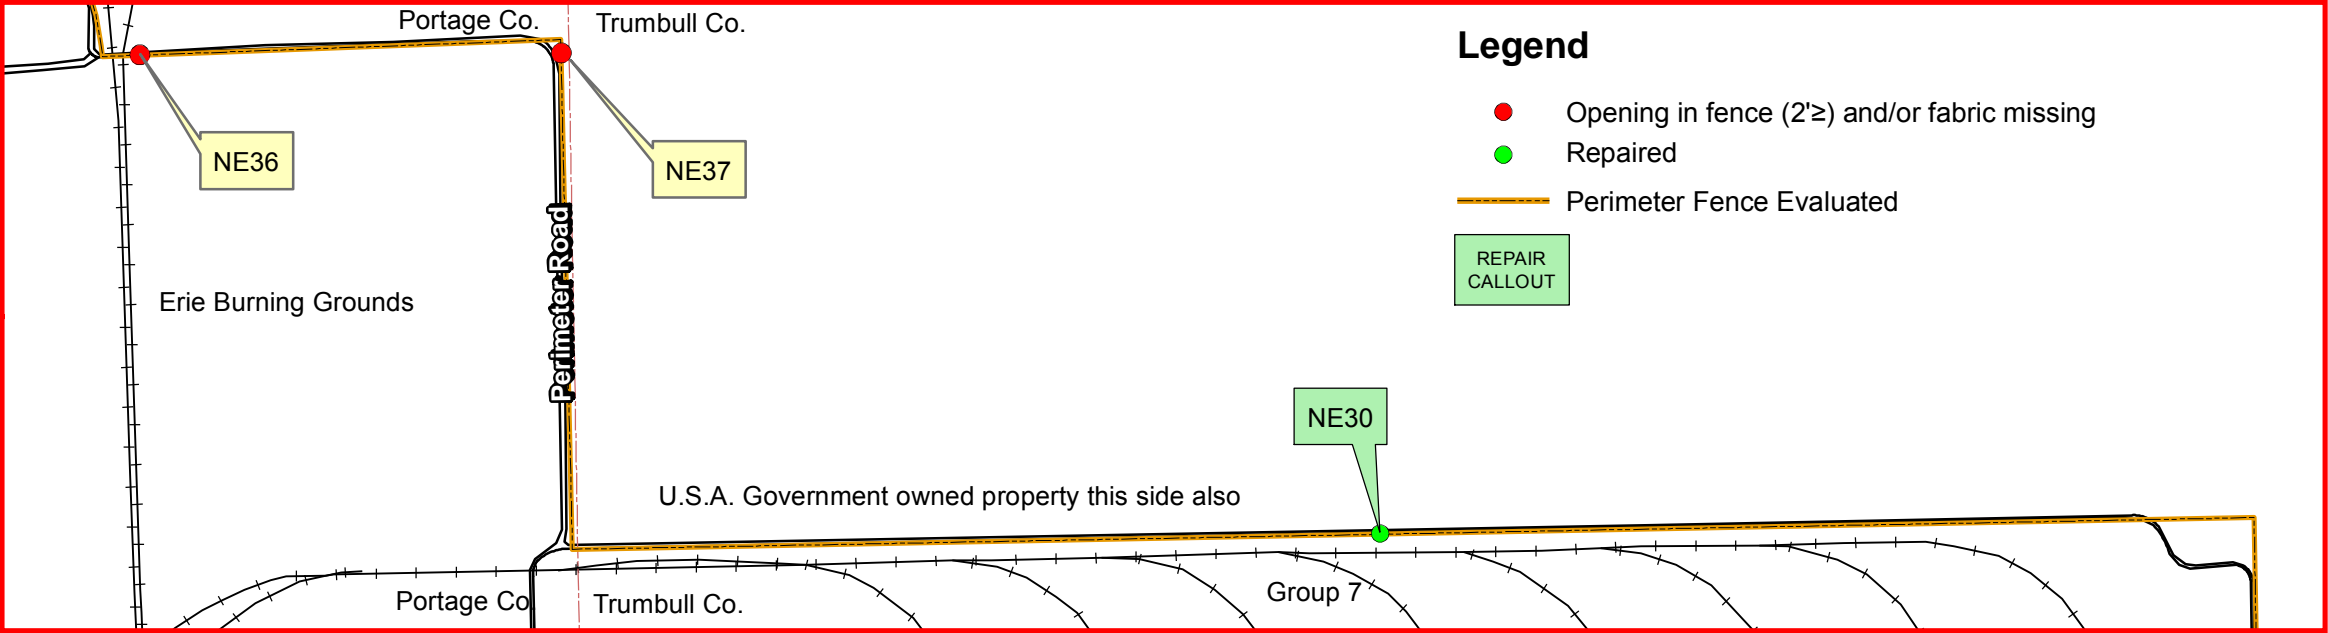 Portage Co.
Trumbull Co.
Legend
Opening in fence (2'≥) and/or fabric missing
Repaired
Perimeter Fence Evaluated
REPAIR
CALLOUT
NE36
NE37
Perimeter Road
Erie Burning Grounds
NE30
U.S.A. Government owned property this side also
Group 7
Portage Co
Trumbull Co.